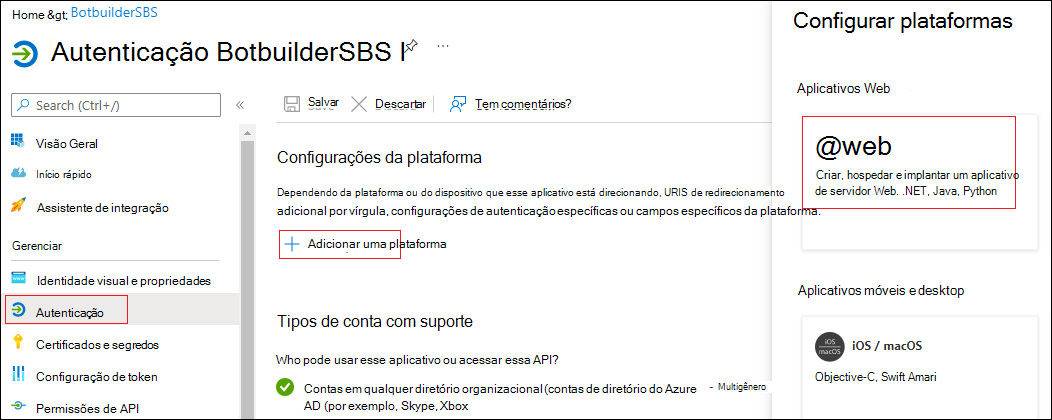 Home &gt; BotbuilderSBS
Autenticação BotbuilderSBS |
Search (Ctrl+/)
Visão Geral
Início rápido
Assistente de integração
Gerenciar
Identidade visual e propriedades
Autenticação
Certificados e segredos
Configuração de token
Permissões de API
Salvar Descartar Tem comentários?
Configurações da plataforma
Dependendo da plataforma ou do dispositivo que esse aplicativo está direcionando, URIS de redirecionamento
adicional por vírgula, configurações de autenticação específicas ou campos específicos da plataforma.
Adicionar uma plataforma
Tipos de conta com suporte
Who pode usar esse aplicativo ou acessar essa API?
Contas em qualquer diretório organizacional (contas de diretório do Azure - Multigênero
AD (por exemplo, Skype, Xbox
Configurar plataformas
Aplicativos Web
@web
Criar, hospedar e implantar um aplicativo
de servidor Web. .NET, Java, Python
Aplicativos móveis e desktop
iOS / macOS
iOS / macOS
Objective-C, Swift Amari